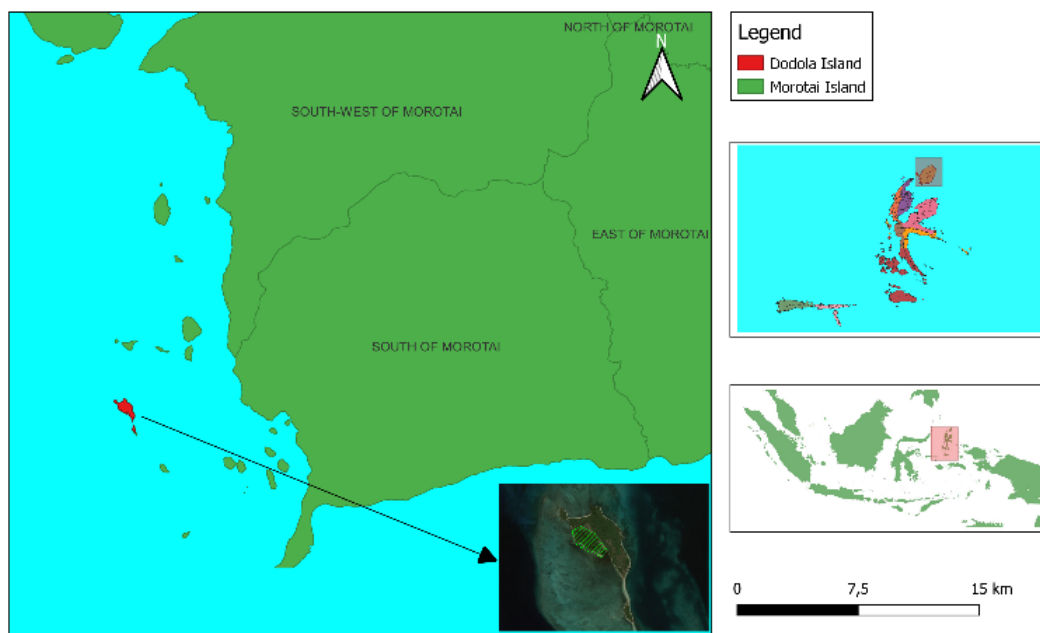 NORTH OF MOROTAI
N
SOUTH-WEST OF MOROTAI
EAST OF MOROTAI
SOUTH OF MOROTAI
Legend
Dodola Island
Morotai Island
0 7,5 15 km